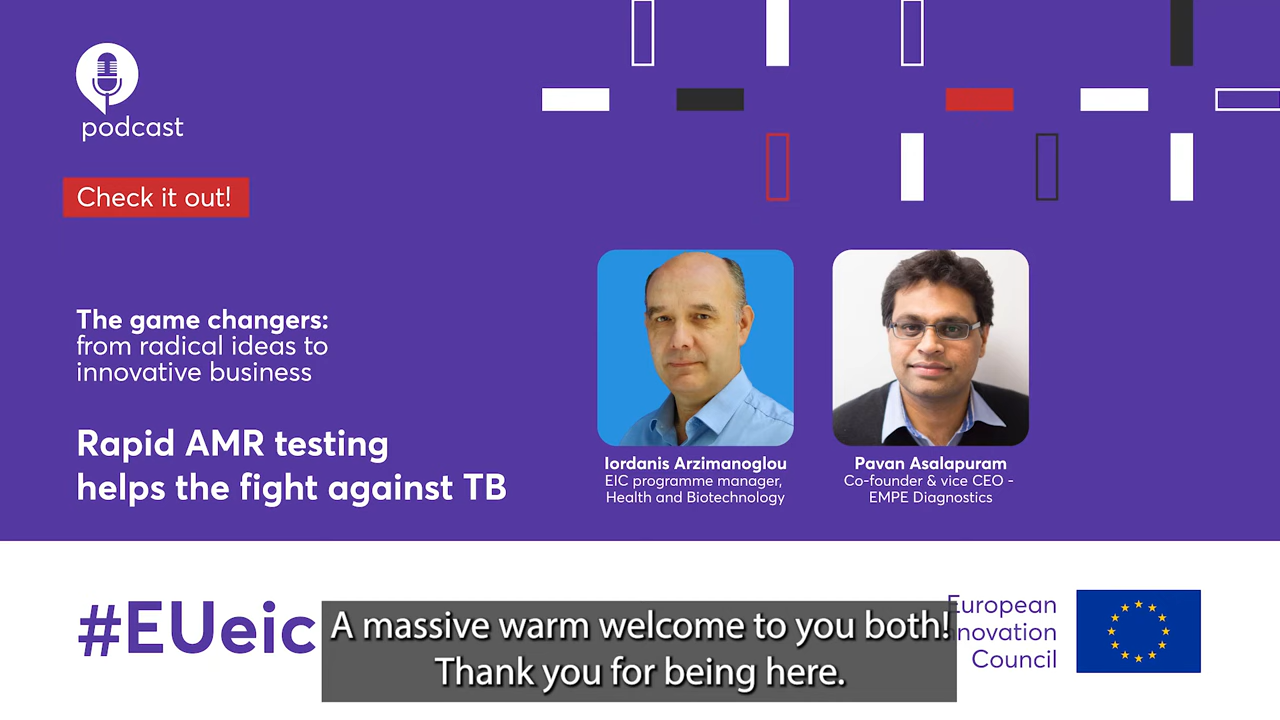 podcast
Check it out!
The game changers:
from radical ideas to
innovative business
Rapid AMR testing
helps the fight against TB
Iordanis Arzimanoglou
EIC programme manager,
Health and Biotechnology
Pavan Asalapuram
Co-founder & vice CEO -
EMPE Diagnostics
#EUeic
European
nnovation
Council
A massive warm welcome to you both!
Thank you for being here.